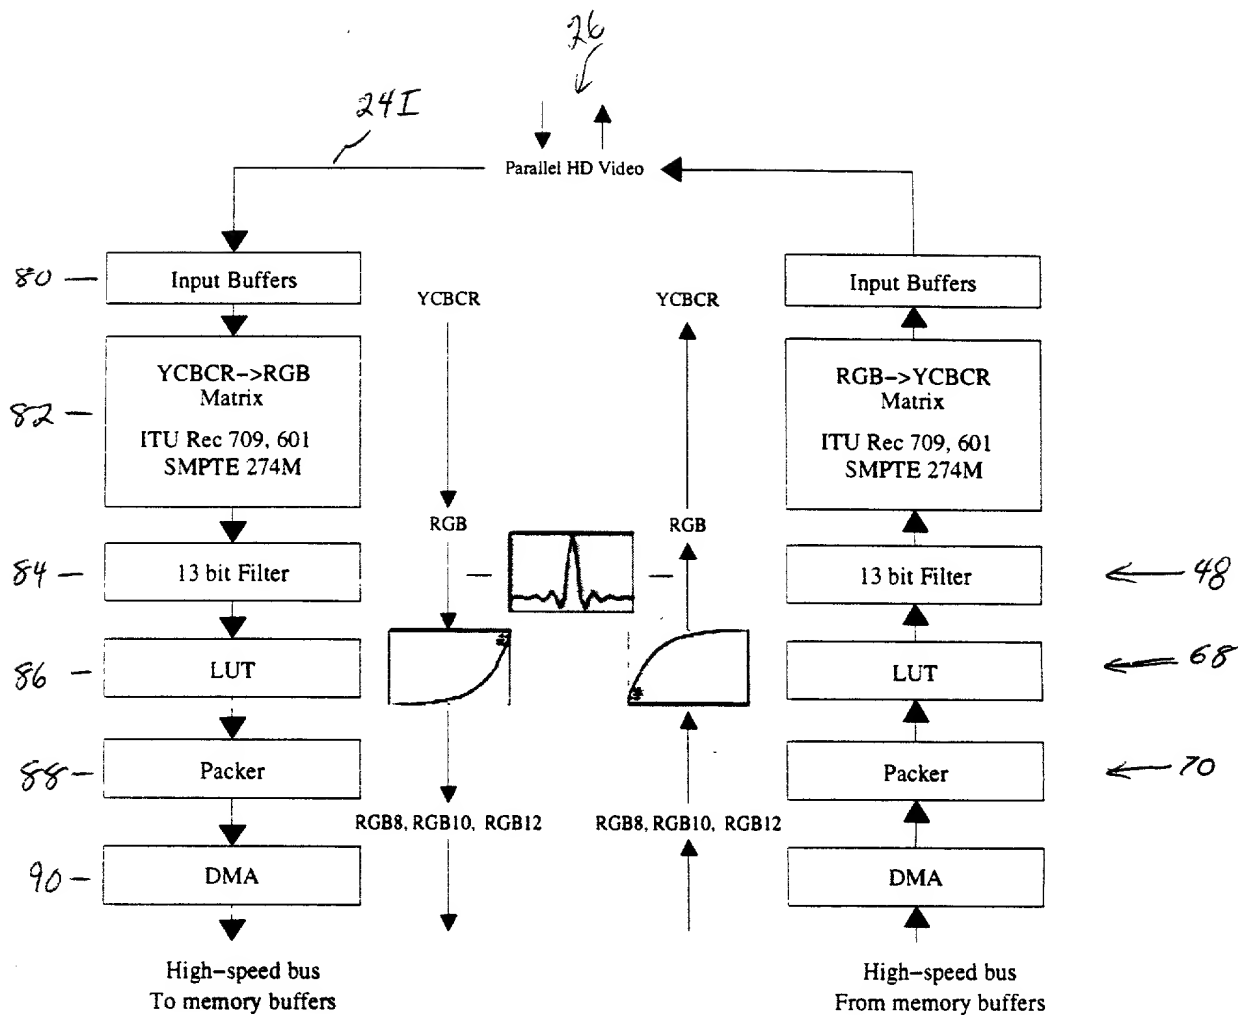 26
24I
Parallel HD Video
80
Input Buffers
YCBCR
YCBCR
Input Buffers
82
YCBCR->RGB
Matrix
ITU Rec 709, 601
SMPTE 274M
RGB->YCBCR
Matrix
ITU Rec 709, 601
SMPTE 274M
RGB
RGB
84
13 bit Filter
13 bit Filter
48
86
LUT
LUT
68
88
Packer
Packer
70
RGB8, RGB10, RGB12
RGB8, RGB10, RGB12
90
DMA
DMA
High-speed bus
To memory buffers
High-speed bus
From memory buffers